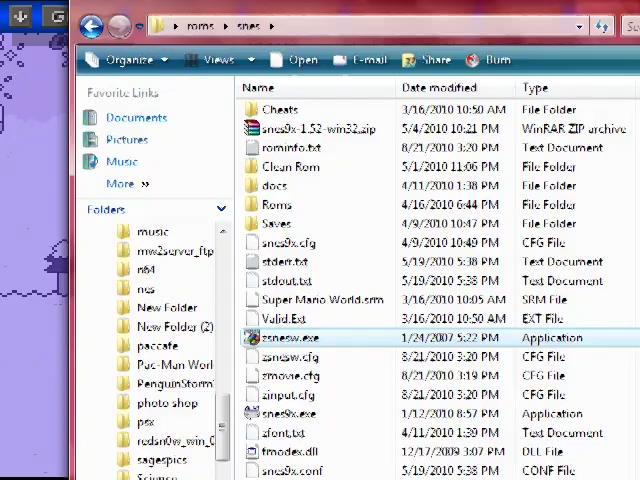 G
roms ▸ snes ▸
Se
Organize Views Open E-mail Share Burn
Favorite Links
Documents
Pictures
Music
More »
Folders
music
mw2server_ftp
n64
nes
New Folder
New Folder (2)
paccafe
Pac-Man Worl
PenguinStorm
photo shop
psx
redsn0w_win_0
sagespics
Science
Name Date modified Type
Cheats 3/16/2010 10:50 AM File Folder
snes9x-1.52-win32.zip 5/4/2010 10:21 PM WinRAR ZIP archive
rominfo.txt 8/21/2010 3:20 PM Text Document
Clean Rom 5/1/2010 11:06 PM File Folder
docs 4/11/2010 1:38 PM File Folder
Roms 4/16/2010 6:44 PM File Folder
Saves 4/9/2010 10:47 PM File Folder
snes9x.cfg 4/9/2010 10:49 PM CFG File
stderr.txt 5/19/2010 5:38 PM Text Document
stdout.txt 5/19/2010 5:38 PM Text Document
Super Mario World.srm 3/16/2010 10:05 AM SRM File
Valid.Ext 3/16/2010 10:50 AM EXT File
zsnesw.exe 1/24/2007 5:22 PM Application
zsnesw.cfg 8/21/2010 3:20 PM CFG File
zmovie.cfg 8/21/2010 3:19 PM CFG File
zinput.cfg 8/21/2010 3:20 PM CFG File
snes9x.exe 1/12/2010 8:57 PM Application
zfont.txt 4/11/2010 1:39 PM Text Document
fmodex.dll 12/17/2009 3:07 PM DLL File
snes9x.conf 5/19/2010 5:38 PM CONF File